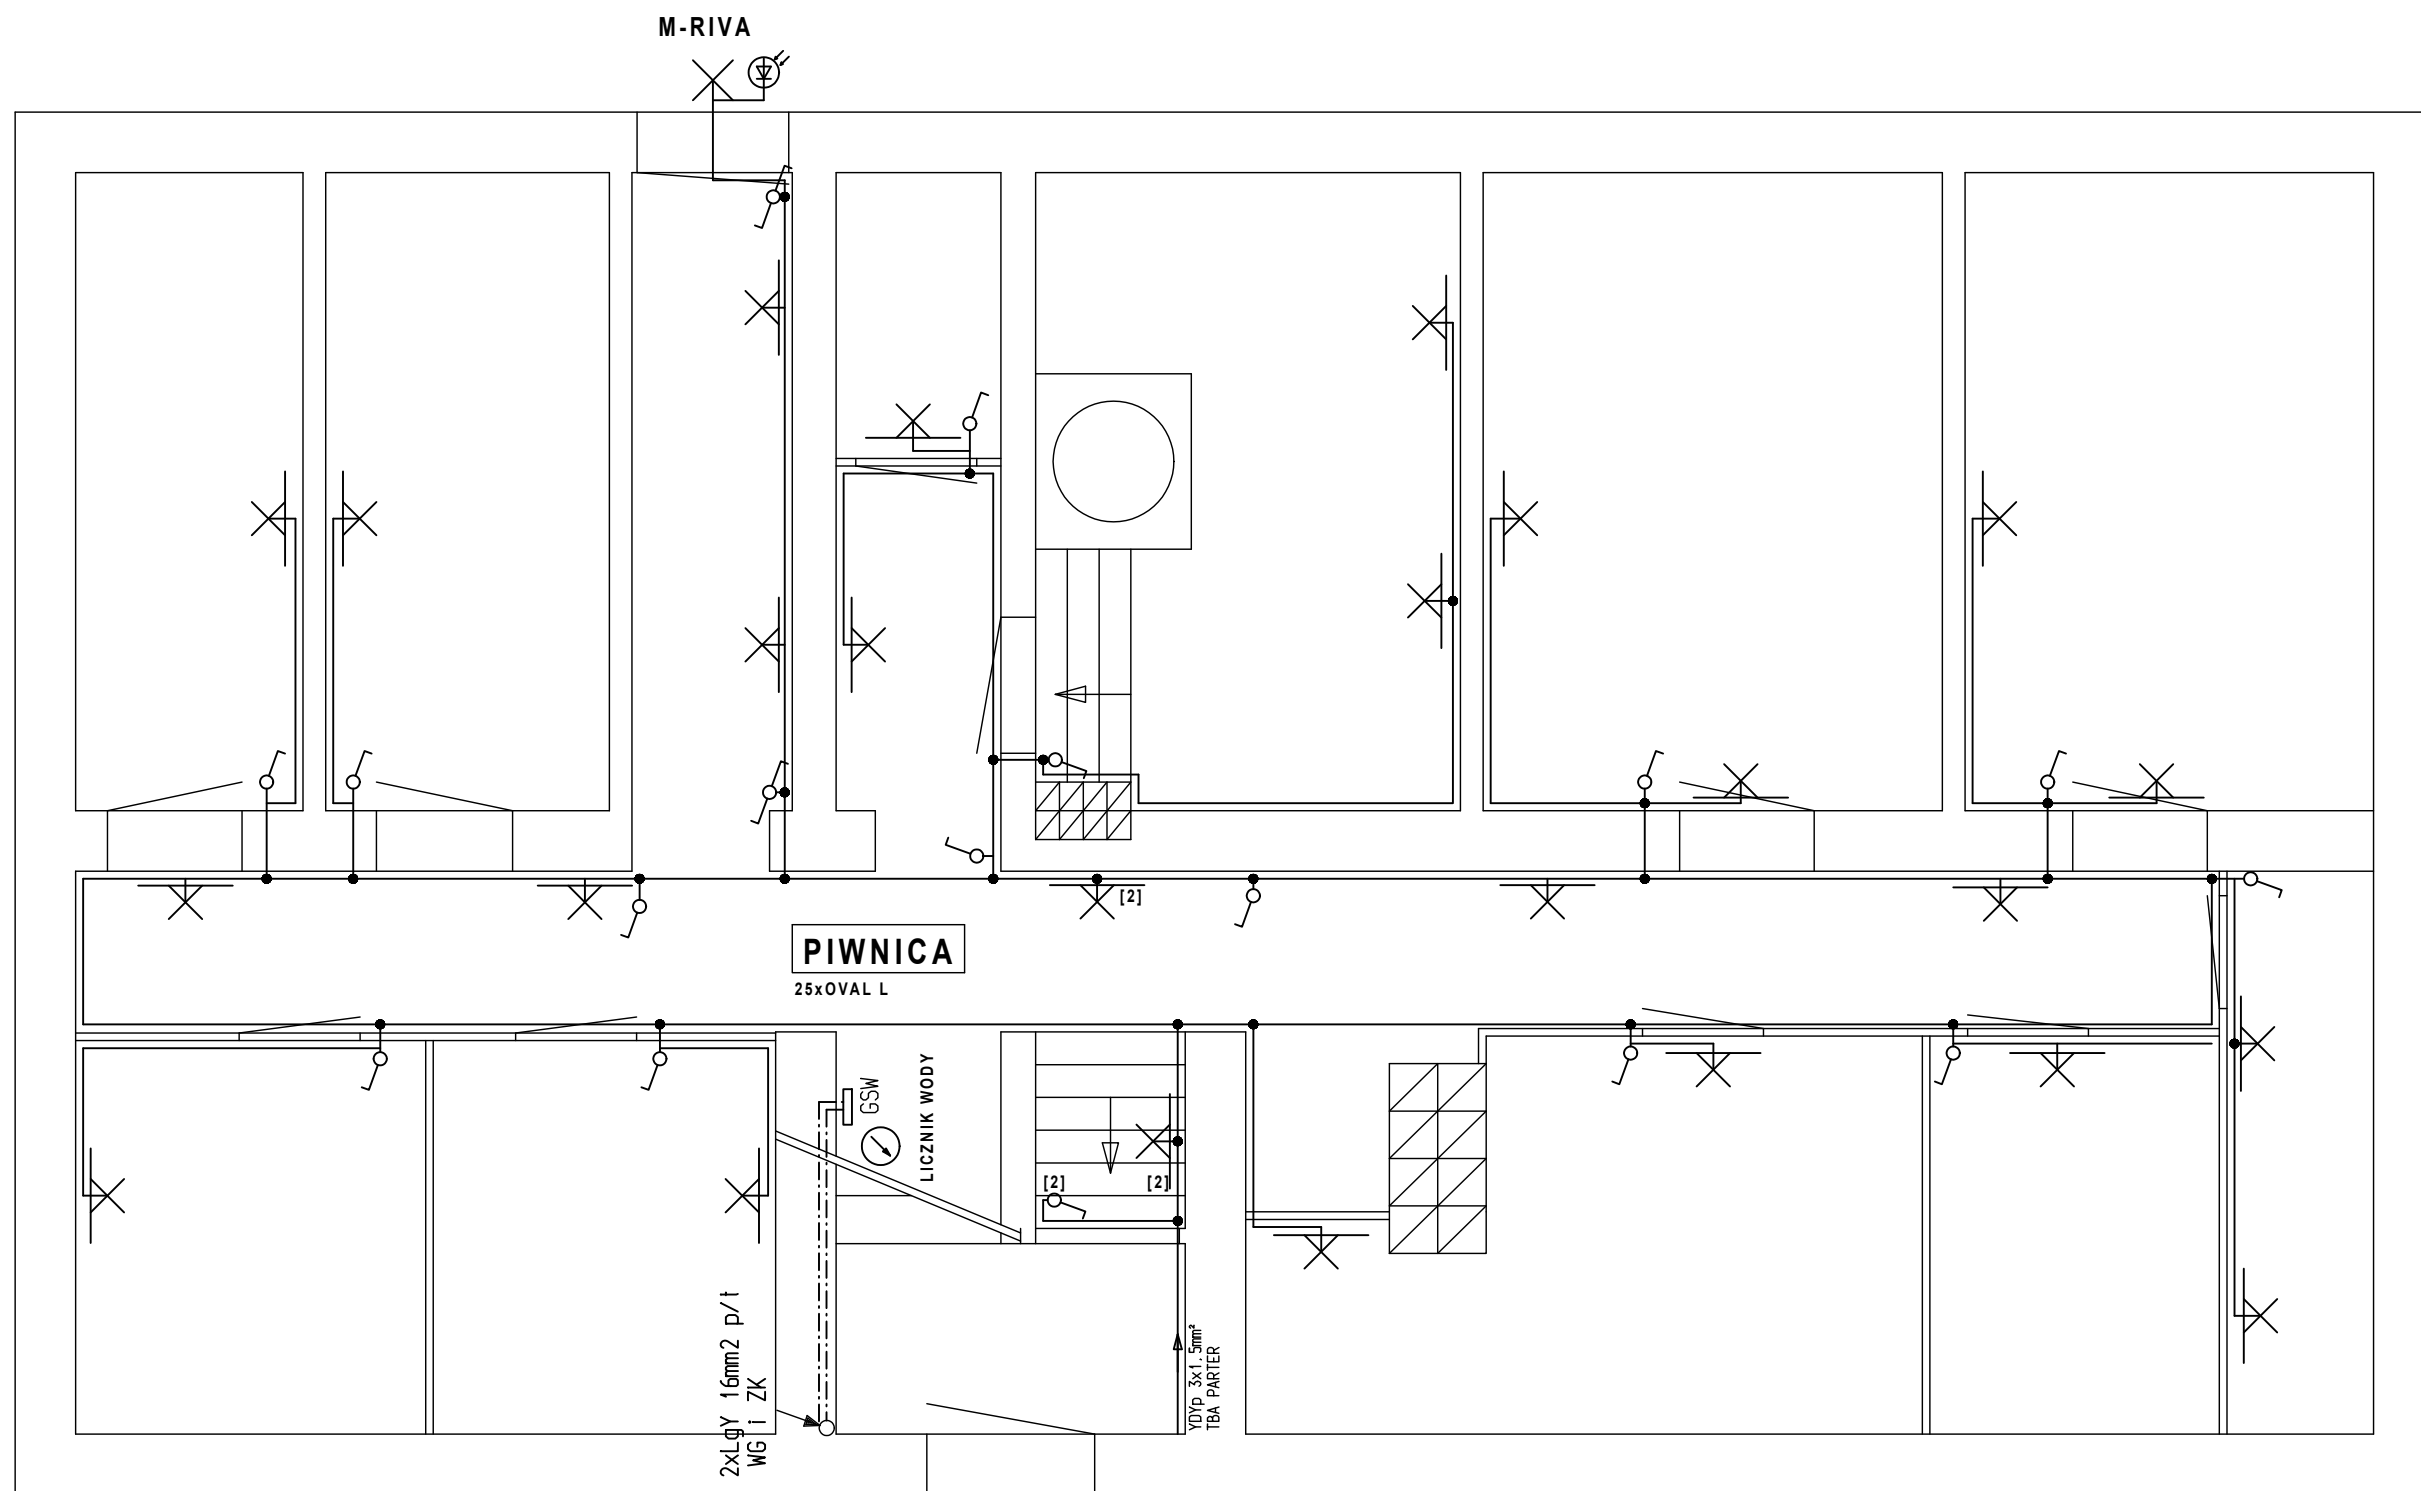 M-RIVA
[2]
PIWNICA
25xOVAL L
GSW
LICZNIK WODY
[2]
[2]
2xLgY 16mm2 p/t
WG i ZK
YDYp 3x1.5mm²
TBA PARTER